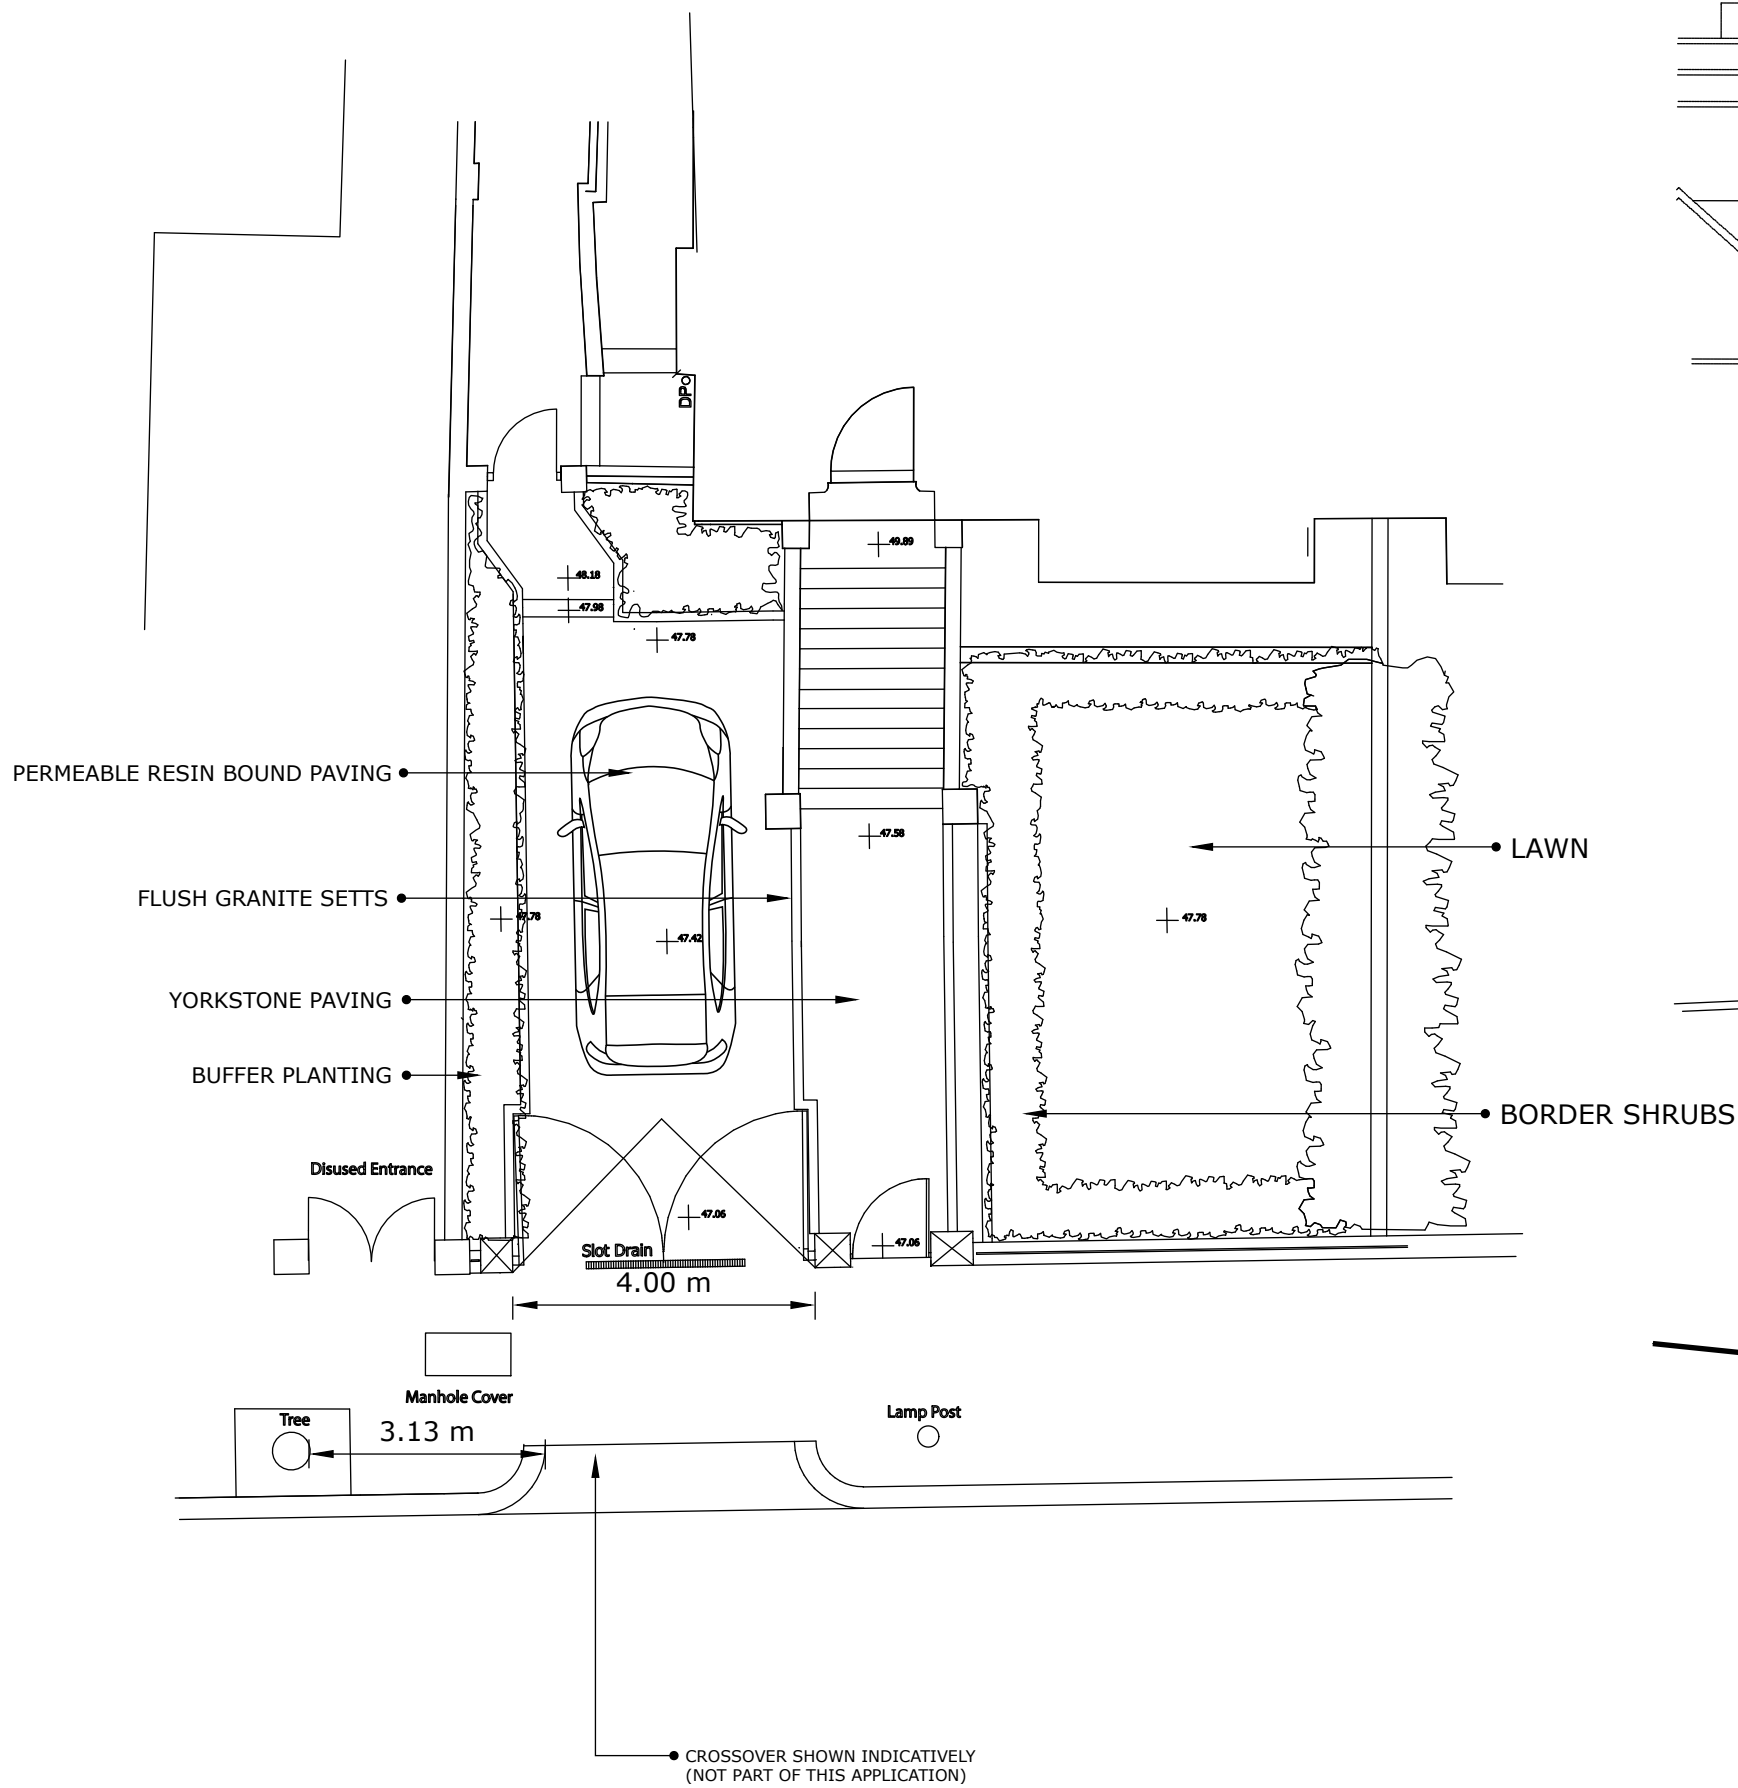 DPo
49.89
48.18
47.98
47.78
PERMEABLE RESIN BOUND PAVING
47.58
LAWN
FLUSH GRANITE SETTS
47.78
47.78
47.42
YORKSTONE PAVING
BUFFER PLANTING
BORDER SHRUBS
Disused Entrance
47.06
47.06
Slot Drain
4.00 m
Manhole Cover
Tree
3.13 m
Lamp Post
CROSSOVER SHOWN INDICATIVELY
(NOT PART OF THIS APPLICATION)